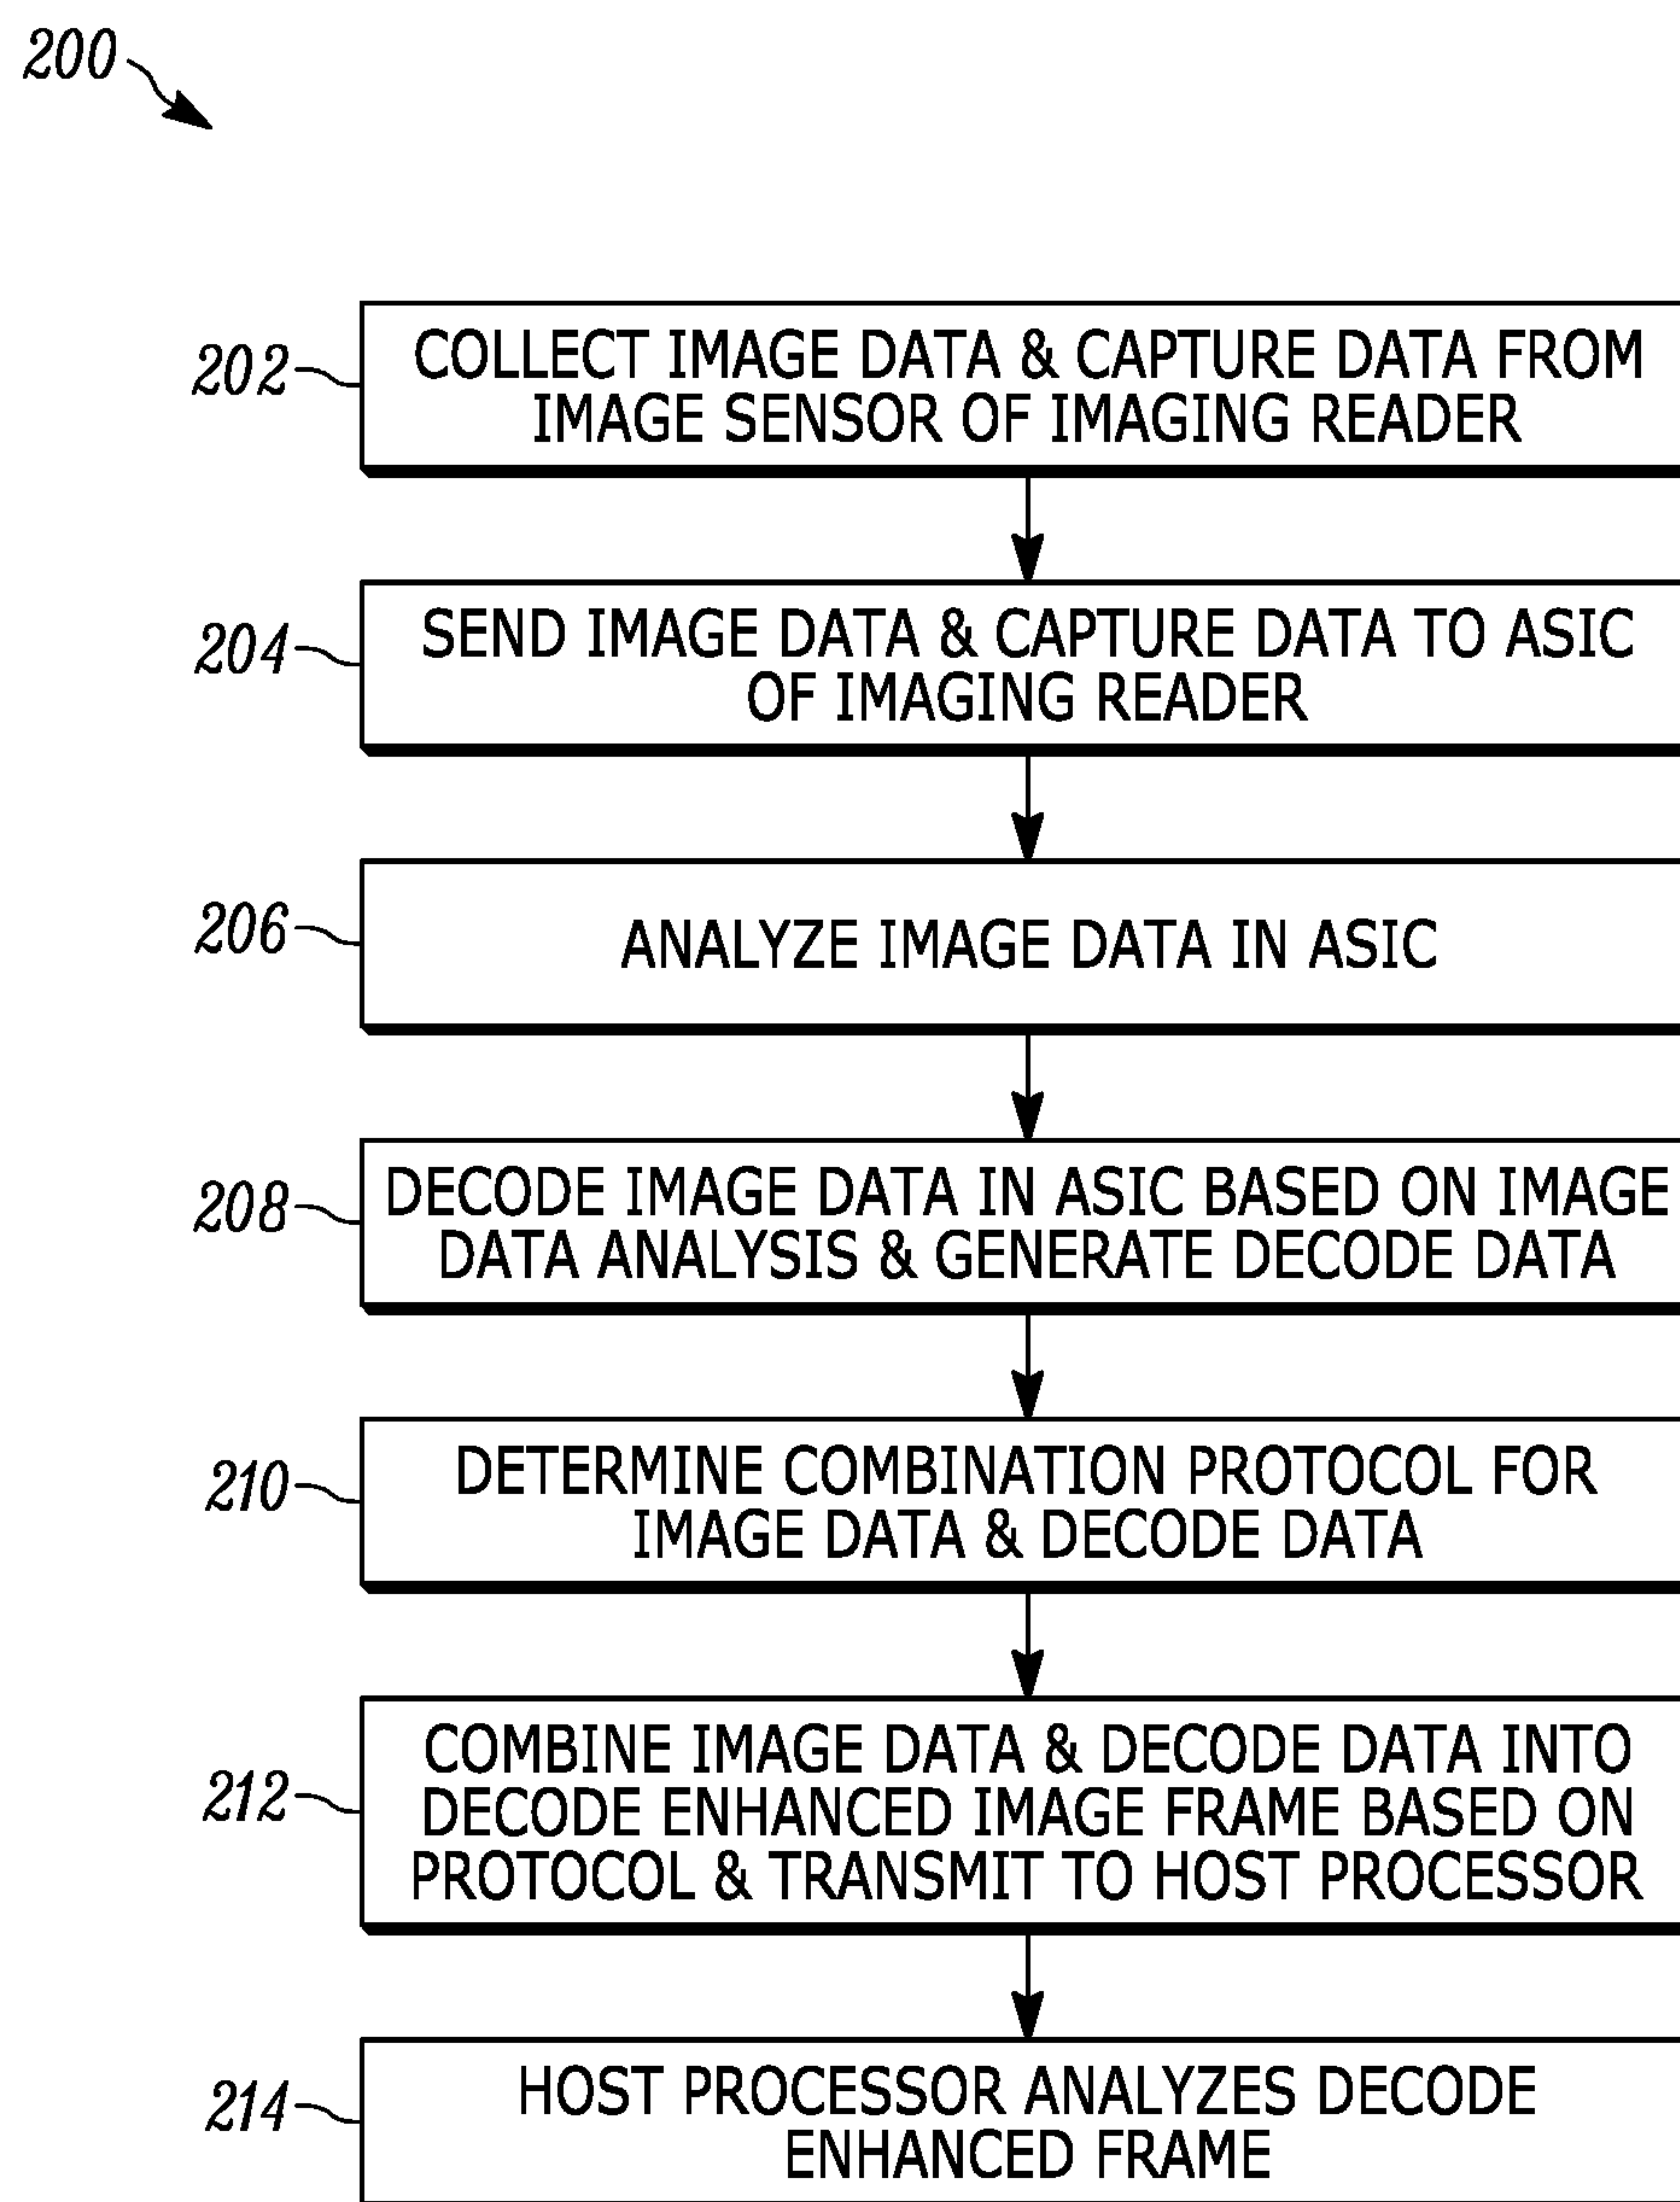 200
202
COLLECT IMAGE DATA & CAPTURE DATA FROM
IMAGE SENSOR OF IMAGING READER
204
SEND IMAGE DATA & CAPTURE DATA TO ASIC
OF IMAGING READER
206
ANALYZE IMAGE DATA IN ASIC
208
DECODE IMAGE DATA IN ASIC BASED ON IMAGE
DATA ANALYSIS & GENERATE DECODE DATA
210
DETERMINE COMBINATION PROTOCOL FOR
IMAGE DATA & DECODE DATA
212
COMBINE IMAGE DATA & DECODE DATA INTO
DECODE ENHANCED IMAGE FRAME BASED ON
PROTOCOL & TRANSMIT TO HOST PROCESSOR
214
HOST PROCESSOR ANALYZES DECODE
ENHANCED FRAME